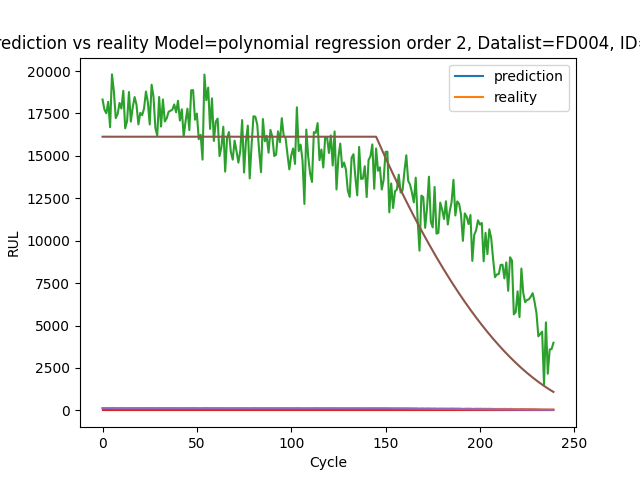 rediction vs reality Model=polynomial regression order 2, Datalist=FD004, ID=
prediction
reality
20000
17500
15000
12500
10000
7500
5000
2500
0
RUL
0 50 100 150 200 250
Cycle